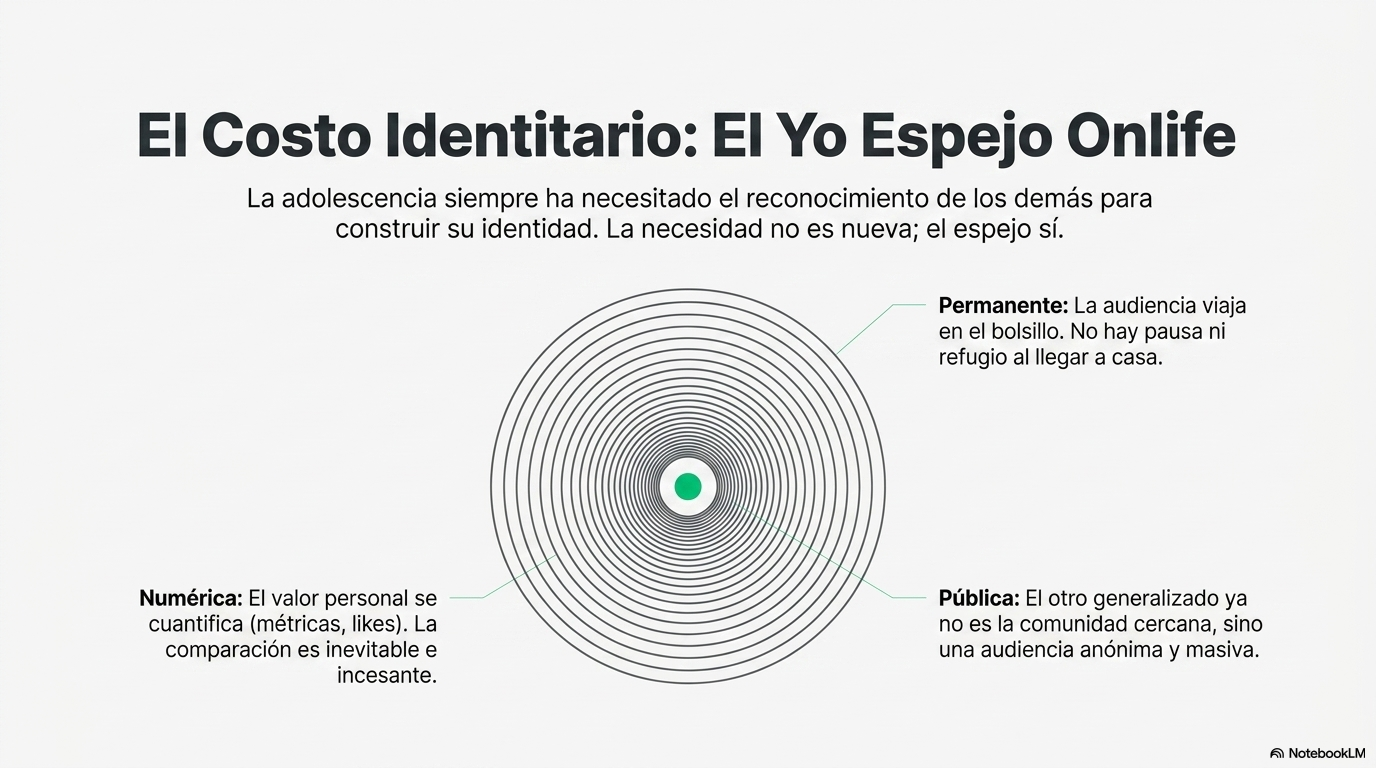 El Costo Identitario: El Yo Espejo Onlife
La adolescencia siempre ha necesitado el reconocimiento de los demás para
construir su identidad. La necesidad no es nueva; el espejo sí.
Permanente: La audiencia viaja
en el bolsillo. No hay pausa ni
refugio al llegar a casa.
Numérica: El valor personal se
cuantifica (métricas, likes). La
comparación es inevitable e
incesante.
Pública: El otro generalizado ya
no es la comunidad cercana, sino
una audiencia anónima y masiva.
NotebookLM